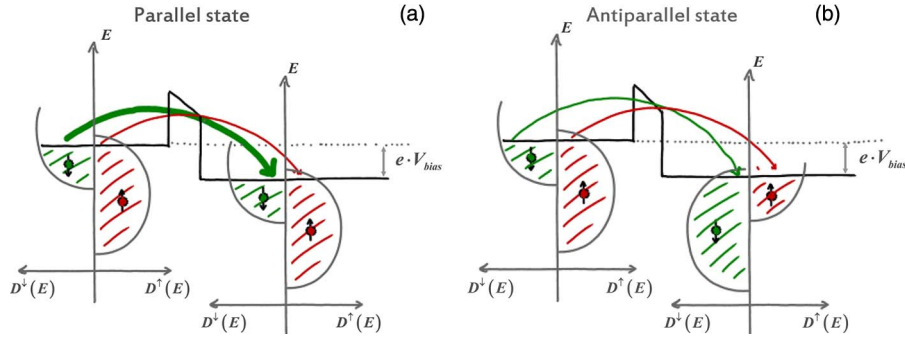 Parallel state
(a)
E
E
e · V_bias
D↓(E)
D↑(E)
D↓(E)
D↑(E)
Antiparallel state
(b)
E
E
e · V_bias
D↓(E)
D↑(E)
D↓(E)
D↑(E)